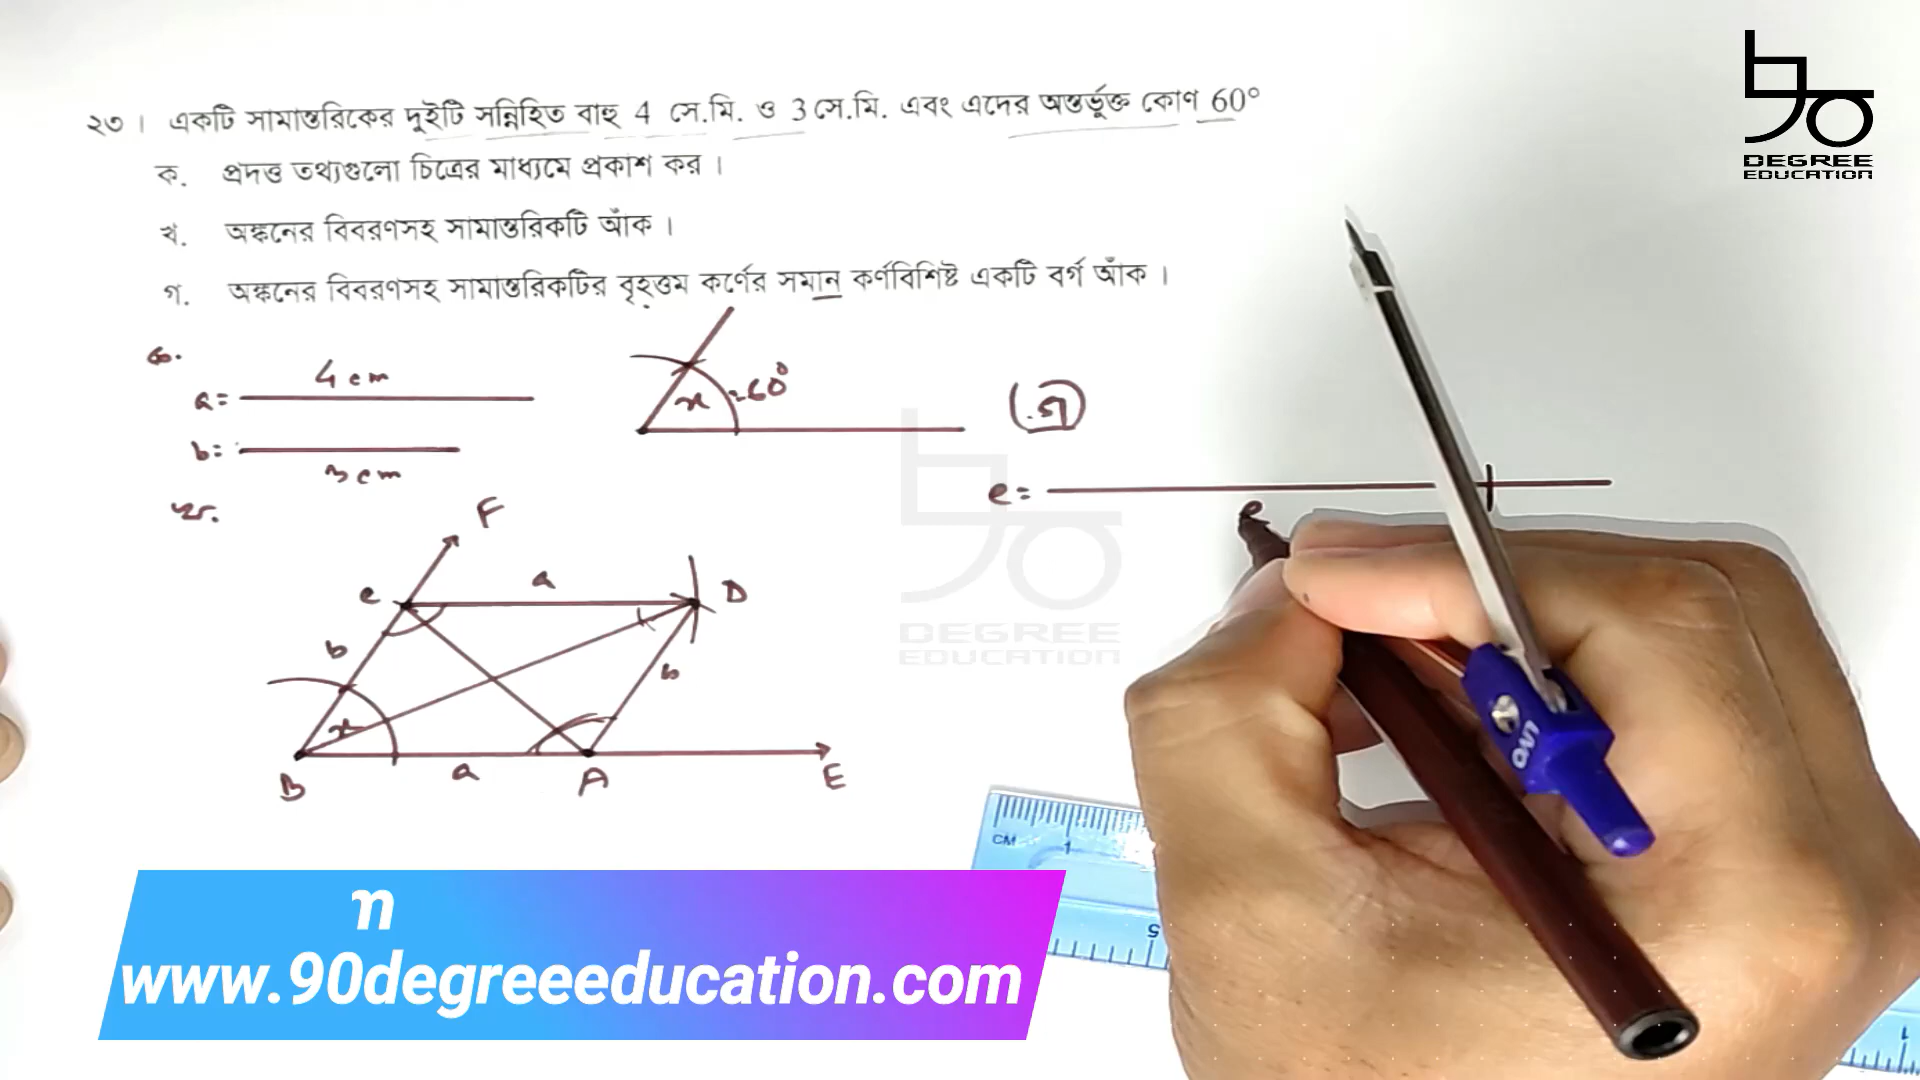 ২৩। একটি সামান্তরিকের দুইটি সন্নিহিত বাহু 4 সে.মি. ও 3 সে.মি. এবং এদের অন্তর্ভুক্ত কোণ 60°
ক. প্রদত্ত তথ্যগুলো চিত্রের মাধ্যমে প্রকাশ কর।
খ. অঙ্কনের বিবরণসহ সামান্তরিকটি আঁক।
গ. অঙ্কনের বিবরণসহ সামান্তরিকটির বৃহত্তম কর্ণের সমান কর্ণবিশিষ্ট একটি বর্গ আঁক।
DEGREE
EDUCATION
ক.
4 cm
a=
b=
3 cm
x =60°
গ
e=
e
খ.
F
C a D
b b
x
B a A E
DEGREE
EDUCATION
CM 1
5
UNO
n
www.90degreeeducation.com
1